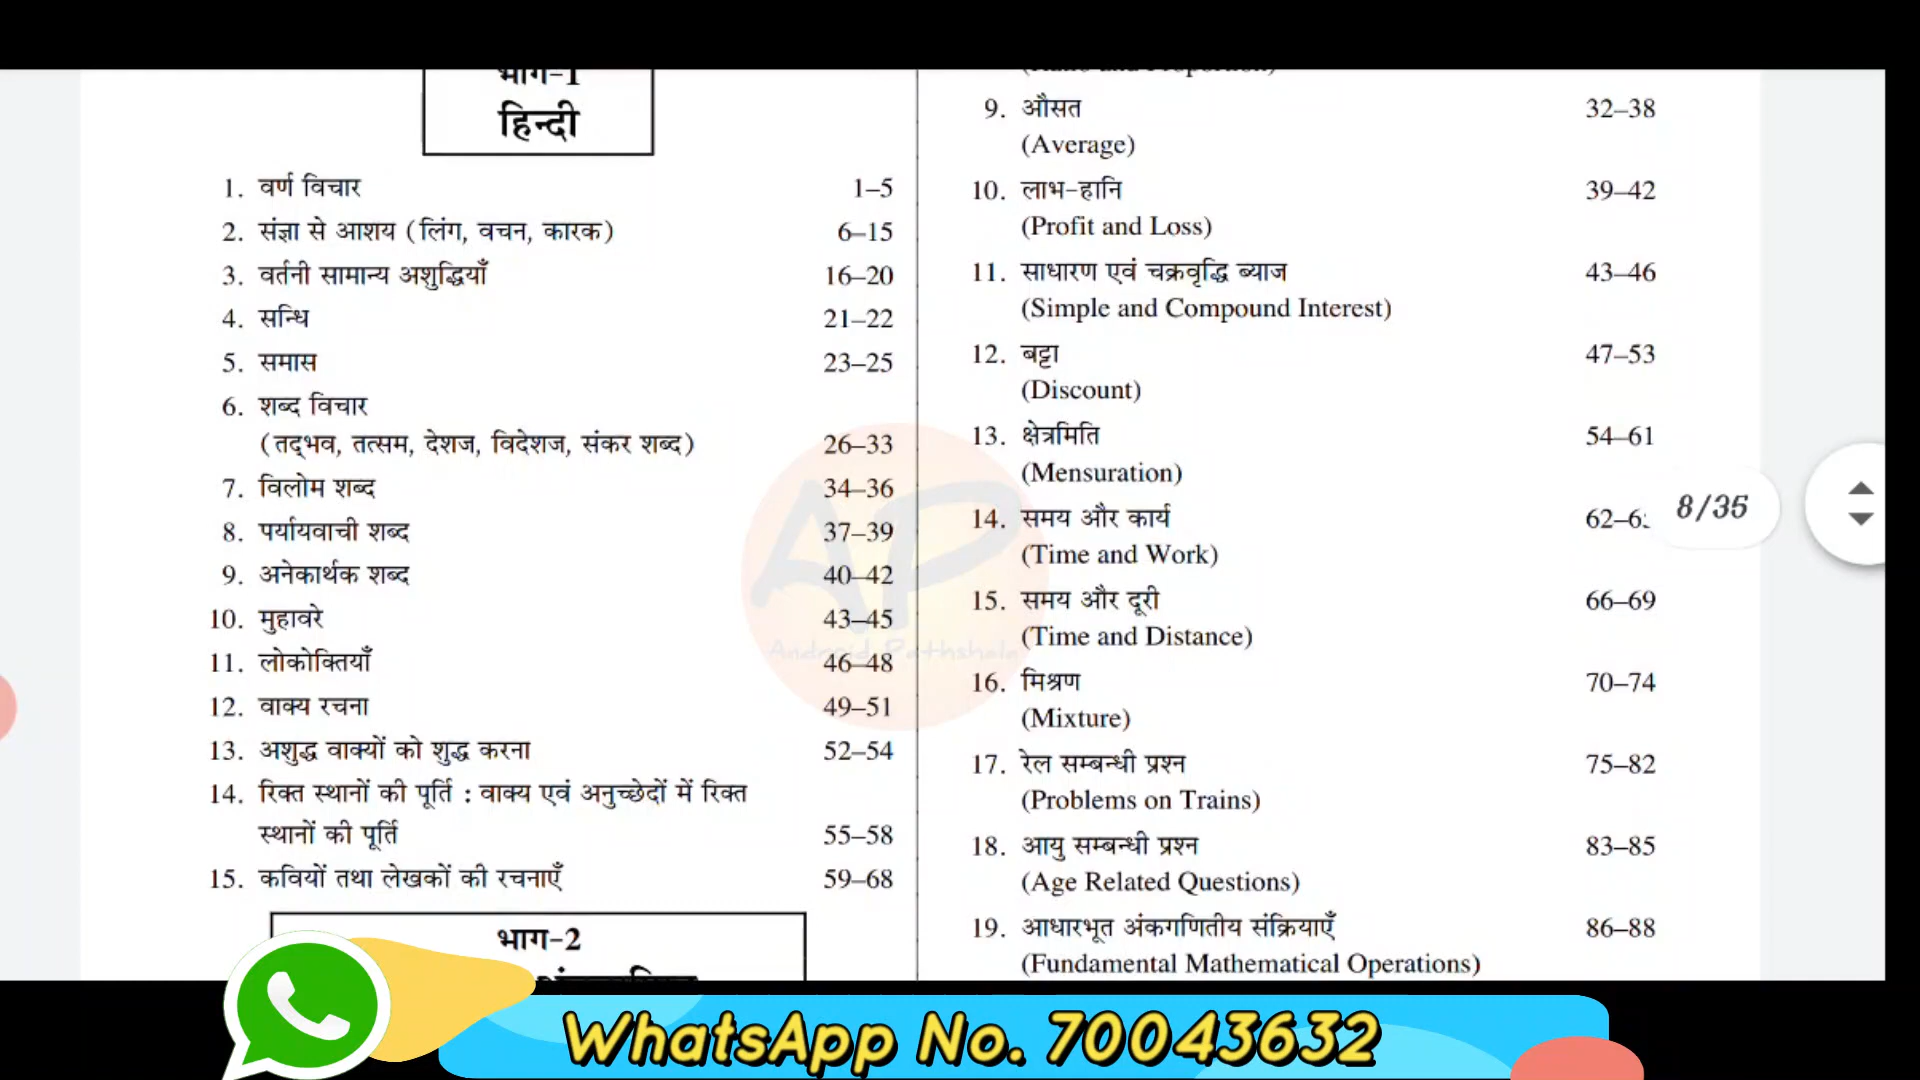 भाग-1
हिन्दी
1. वर्ण विचार 1–5
2. संज्ञा से आशय (लिंग, वचन, कारक) 6–15
3. वर्तनी सामान्य अशुद्धियाँ 16–20
4. सन्धि 21–22
5. समास 23–25
6. शब्द विचार
(तद्भव, तत्सम, देशज, विदेशज, संकर शब्द) 26–33
7. विलोम शब्द 34–36
8. पर्यायवाची शब्द 37–39
9. अनेकार्थक शब्द 40–42
10. मुहावरे 43–45
11. लोकोक्तियाँ 46–48
12. वाक्य रचना 49–51
13. अशुद्ध वाक्यों को शुद्ध करना 52–54
14. रिक्त स्थानों की पूर्ति : वाक्य एवं अनुच्छेदों में रिक्त
स्थानों की पूर्ति 55–58
15. कवियों तथा लेखकों की रचनाएँ 59–68
भाग-2
9. औसत 32–38
(Average)
10. लाभ-हानि 39–42
(Profit and Loss)
11. साधारण एवं चक्रवृद्धि ब्याज 43–46
(Simple and Compound Interest)
12. बट्टा 47–53
(Discount)
13. क्षेत्रमिति 54–61
(Mensuration)
14. समय और कार्य
(Time and Work)
15. समय और दूरी 66–69
(Time and Distance)
16. मिश्रण 70–74
(Mixture)
17. रेल सम्बन्धी प्रश्न 75–82
(Problems on Trains)
18. आयु सम्बन्धी प्रश्न 83–85
(Age Related Questions)
19. आधारभूत अंकगणितीय संक्रियाएँ 86–88
(Fundamental Mathematical Operations)
8/35
AP
Android Pathshala
WhatsApp No. 70043632